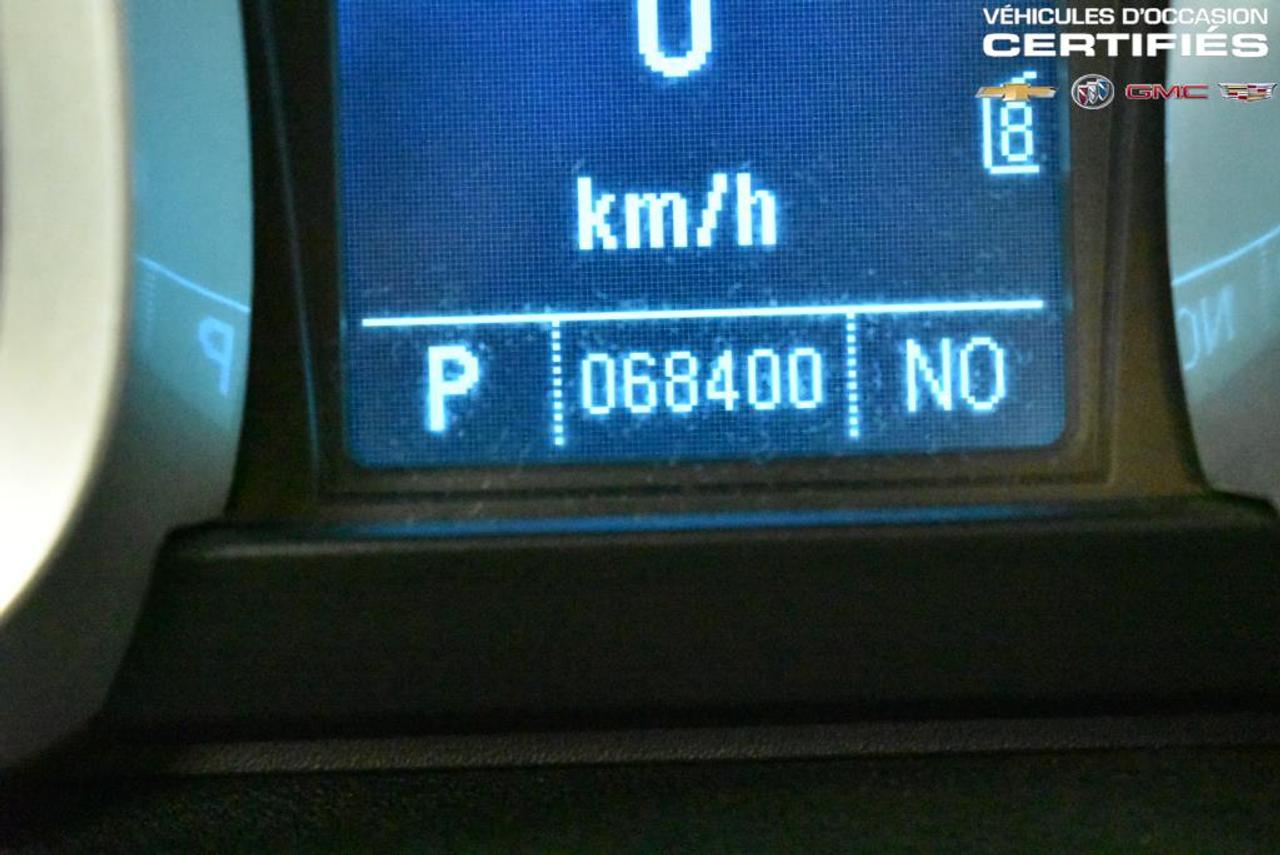 VÉHICULES D'OCCASION
CERTIFIÉS
GMC
0
8
km/h
P 068400 NO